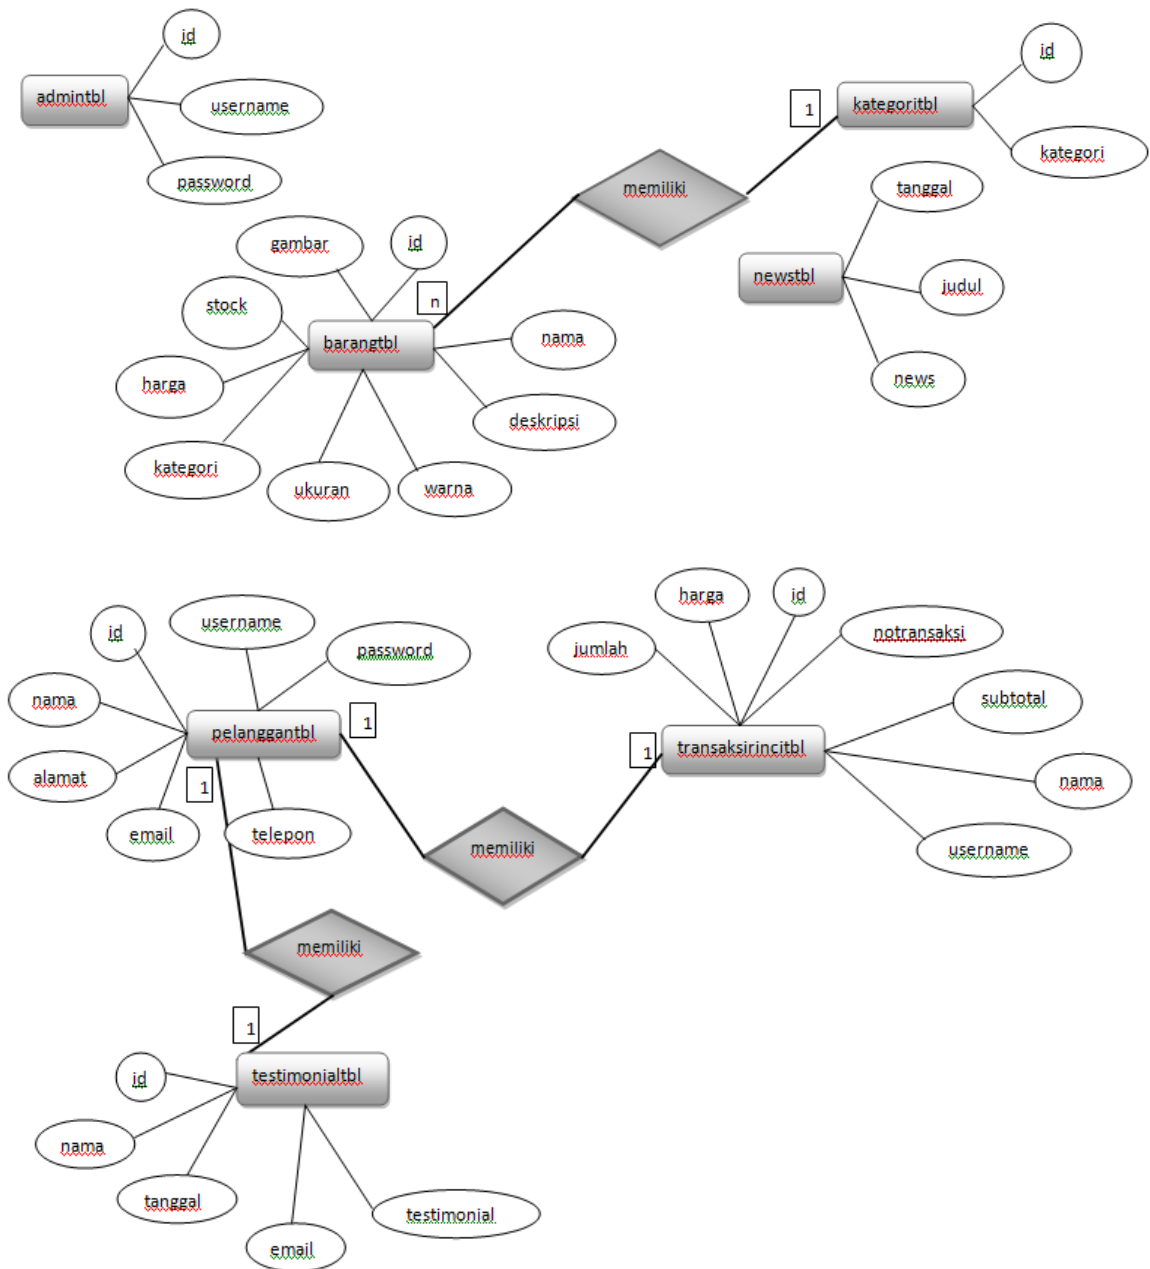 id
admintbl
username
password
id
1
kategoritbl
kategori
memiliki
tanggal
newstbl
judul
news
gambar
id
n
stock
barangtbl
nama
harga
deskripsi
kategori
ukuran
warna
id
username
password
nama
pelanggantbl
1
alamat
1
email
telepon
harga
id
notransaksi
jumlah
subtotal
1
transaksirincitbl
nama
username
memiliki
memiliki
1
testimonialtbl
id
nama
tanggal
testimonial
email